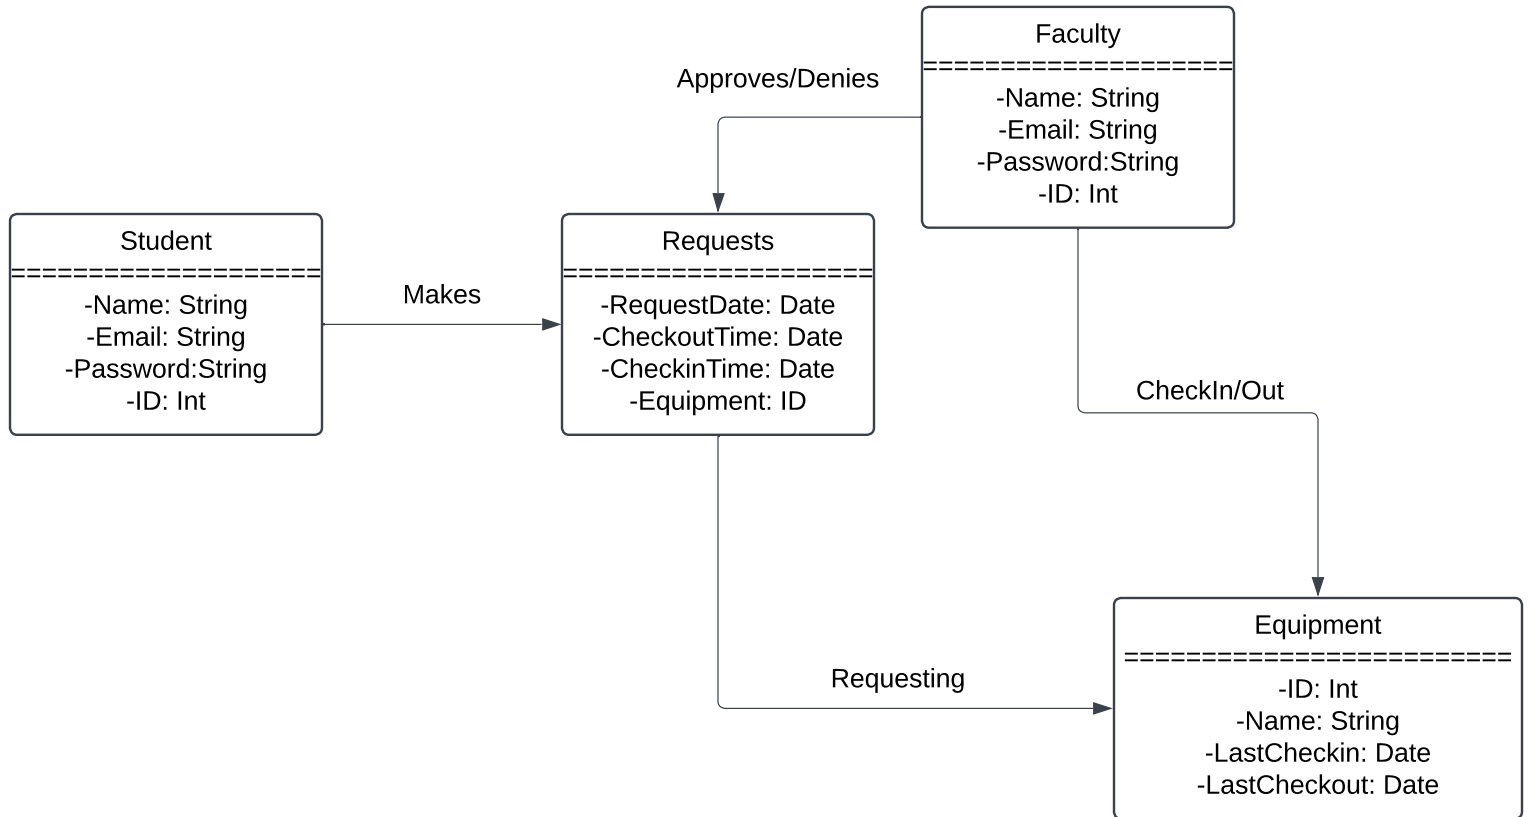 Faculty
========================
-Name: String
-Email: String
-Password:String
-ID: Int
Approves/Denies
Student
========================
-Name: String
-Email: String
-Password:String
-ID: Int
Makes
Requests
========================
-RequestDate: Date
-CheckoutTime: Date
-CheckinTime: Date
-Equipment: ID
CheckIn/Out
Requesting
Equipment
=========================
-ID: Int
-Name: String
-LastCheckin: Date
-LastCheckout: Date